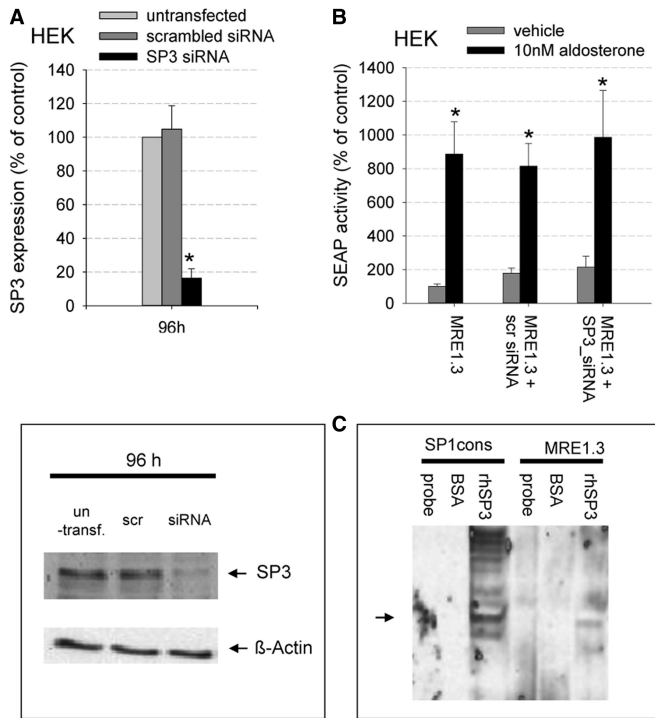 A
HEK
untransfected
scrambled siRNA
SP3 siRNA
SP3 expression (% of control)
140
120
100
80
60
40
20
0
*
96h
B
HEK
vehicle
10nM aldosterone
SEAP activity (% of control)
1400
1200
1000
800
600
400
200
0
*
*
*
MRE1.3
MRE1.3 +
scr siRNA
MRE1.3 +
SP3_siRNA
96 h
un
-transf.
scr
siRNA
SP3
ß-Actin
C
SP1cons
MRE1.3
probe
BSA
rhSP3
probe
BSA
rhSP3